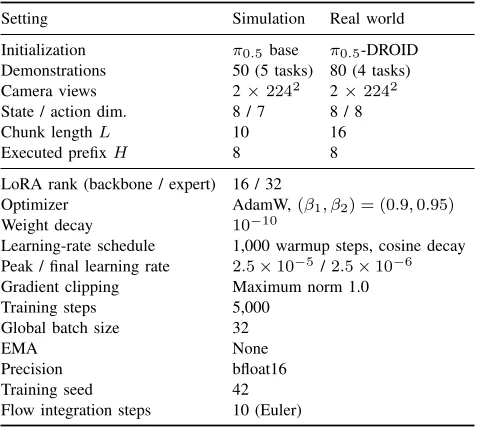 Setting Simulation Real world
Initialization π0.5 base π0.5-DROID
Demonstrations 50 (5 tasks) 80 (4 tasks)
Camera views 2 × 224² 2 × 224²
State / action dim. 8 / 7 8 / 8
Chunk length L 10 16
Executed prefix H 8 8
LoRA rank (backbone / expert) 16 / 32
Optimizer AdamW, (β₁, β₂) = (0.9, 0.95)
Weight decay 10⁻¹⁰
Learning-rate schedule 1,000 warmup steps, cosine decay
Peak / final learning rate 2.5 × 10⁻⁵ / 2.5 × 10⁻⁶
Gradient clipping Maximum norm 1.0
Training steps 5,000
Global batch size 32
EMA None
Precision bfloat16
Training seed 42
Flow integration steps 10 (Euler)